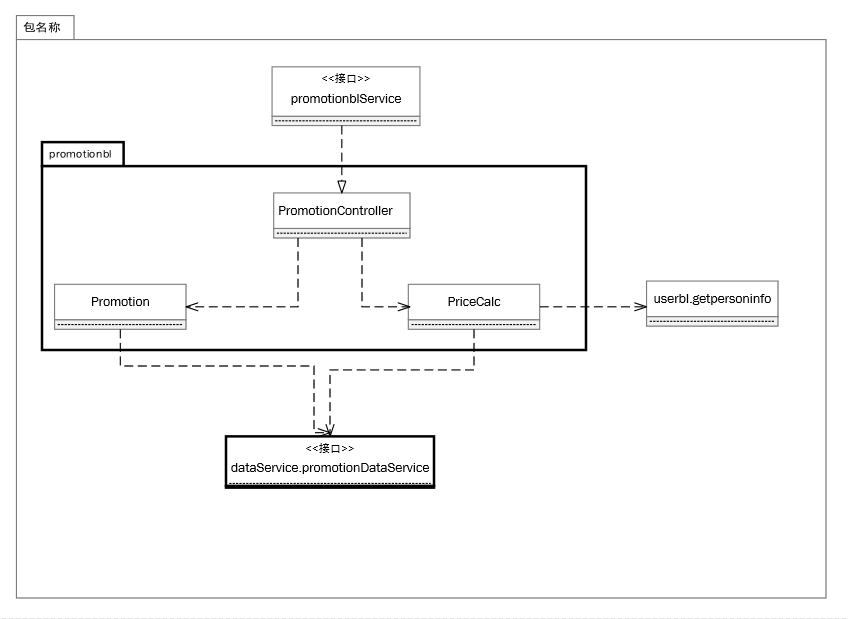 包名称
<<接口>>
promotionblService
promotionbl
PromotionController
Promotion
PriceCalc
userbl.getpersoninfo
<<接口>>
dataService.promotionDataService